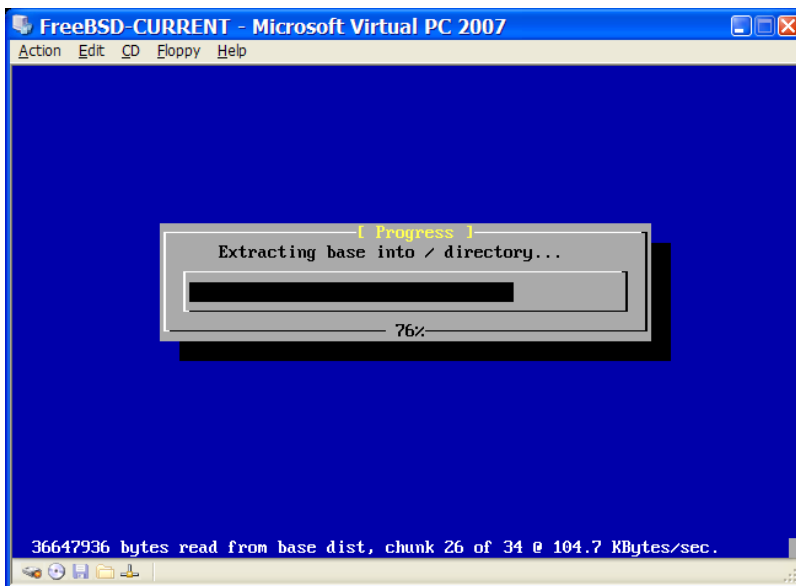 FreeBSD-CURRENT - Microsoft Virtual PC 2007
Action Edit CD Floppy Help
[ Progress ]
Extracting base into / directory...
76%
36647936 bytes read from base dist, chunk 26 of 34 @ 104.7 KBytes/sec.